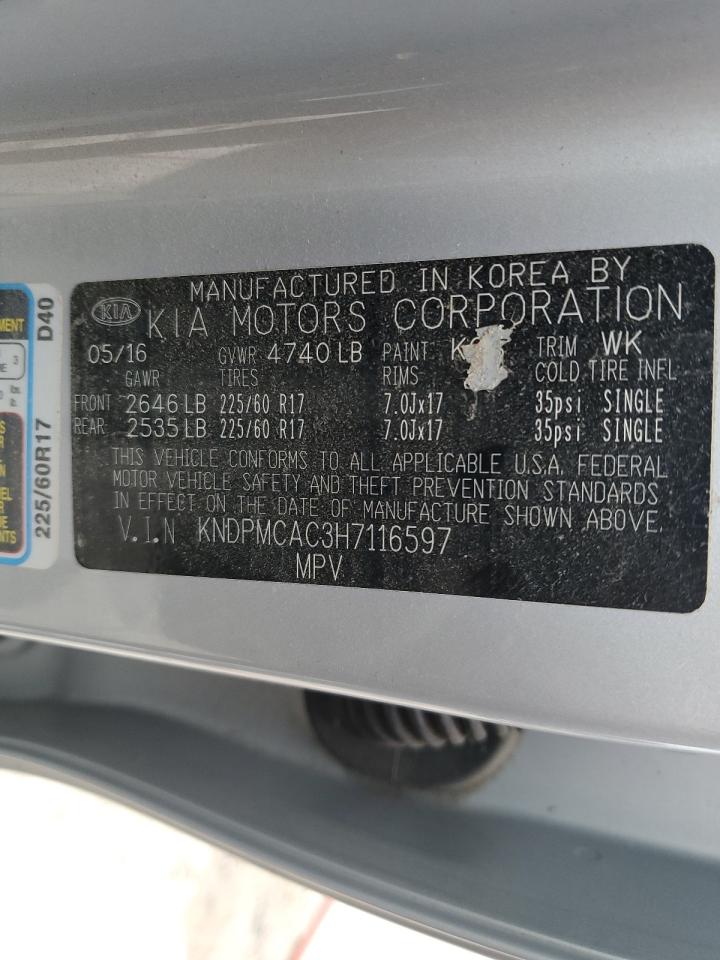 MANUFACTURED IN KOREA BY
KIA
KIA MOTORS CORPORATION
05/16 GVWR 4740 LB PAINT K TRIM WK
GAWR TIRES RIMS COLD TIRE INFL
FRONT 2646 LB 225/60 R17 7.0Jx17 35psi SINGLE
REAR 2535 LB 225/60 R17 7.0Jx17 35psi SINGLE
THIS VEHICLE CONFORMS TO ALL APPLICABLE U.S.A. FEDERAL
MOTOR VEHICLE SAFETY AND THEFT PREVENTION STANDARDS
IN EFFECT ON THE DATE OF MANUFACTURE SHOWN ABOVE.
V.I.N KNDPMCAC3H7116597
MPV
225/60R17 D40
3